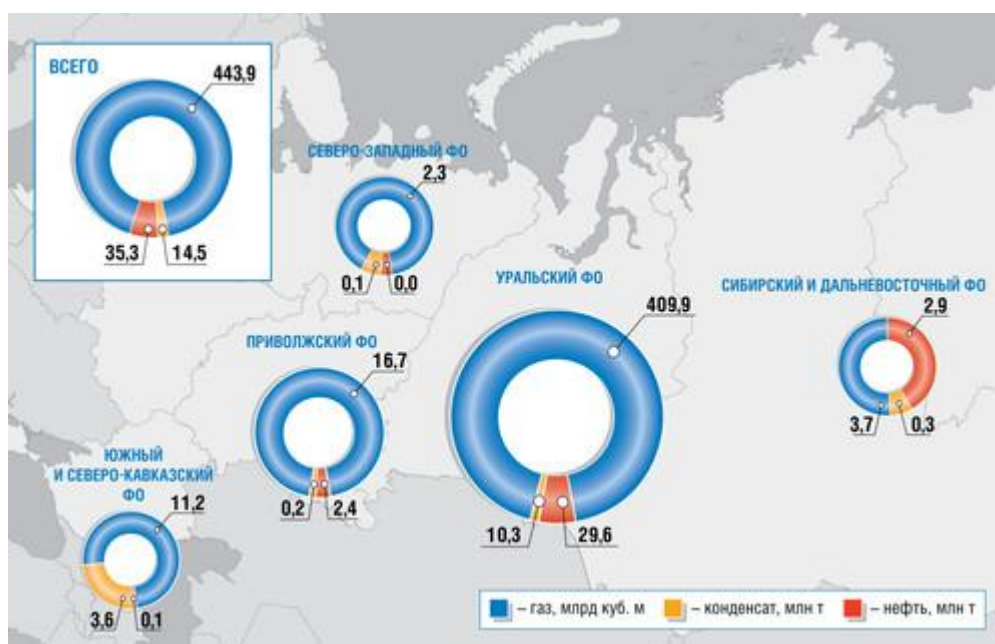 ВСЕГО
443,9
35,3
14,5
СЕВЕРО-ЗАПАДНЫЙ ФО
2,3
0,1
0,0
УРАЛЬСКИЙ ФО
409,9
10,3
29,6
СИБИРСКИЙ И ДАЛЬНЕВОСТОЧНЫЙ ФО
2,9
3,7
0,3
ПРИВОЛЖСКИЙ ФО
16,7
0,2
2,4
ЮЖНЫЙ
И СЕВЕРО-КАВКАЗСКИЙ
ФО
11,2
3,6
0,1
– газ, млрд куб. м
– конденсат, млн т
– нефть, млн т